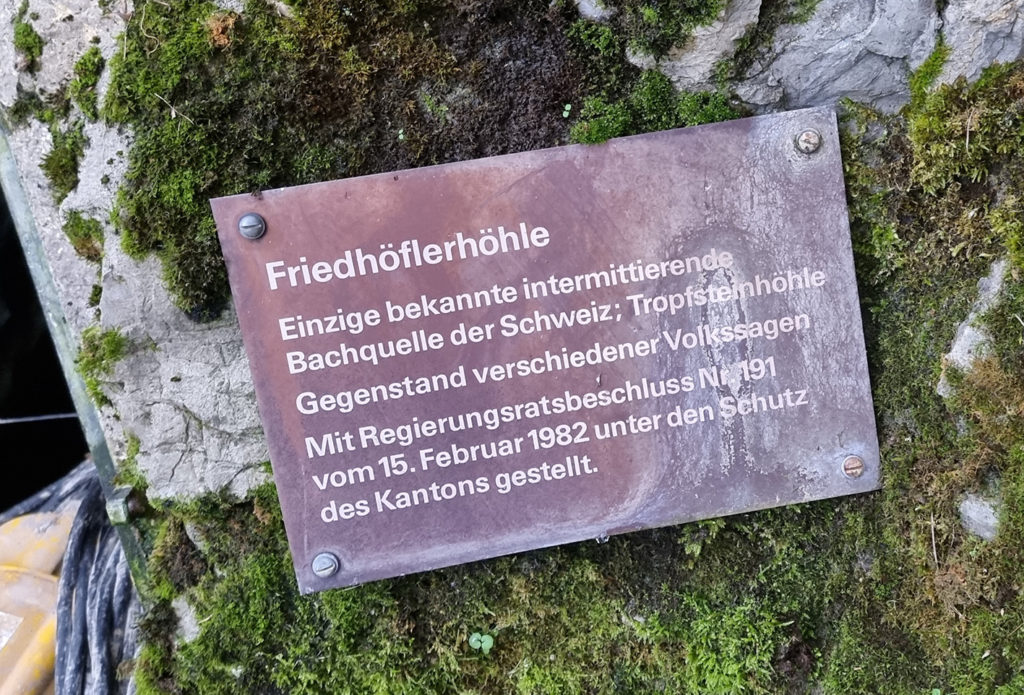 Friedhöflerhöhle
Einzige bekannte intermittierende
Bachquelle der Schweiz; Tropfsteinhöhle
Gegenstand verschiedener Volkssagen
Mit Regierungsratsbeschluss Nr. 191
vom 15. Februar 1982 unter den Schutz
des Kantons gestellt.